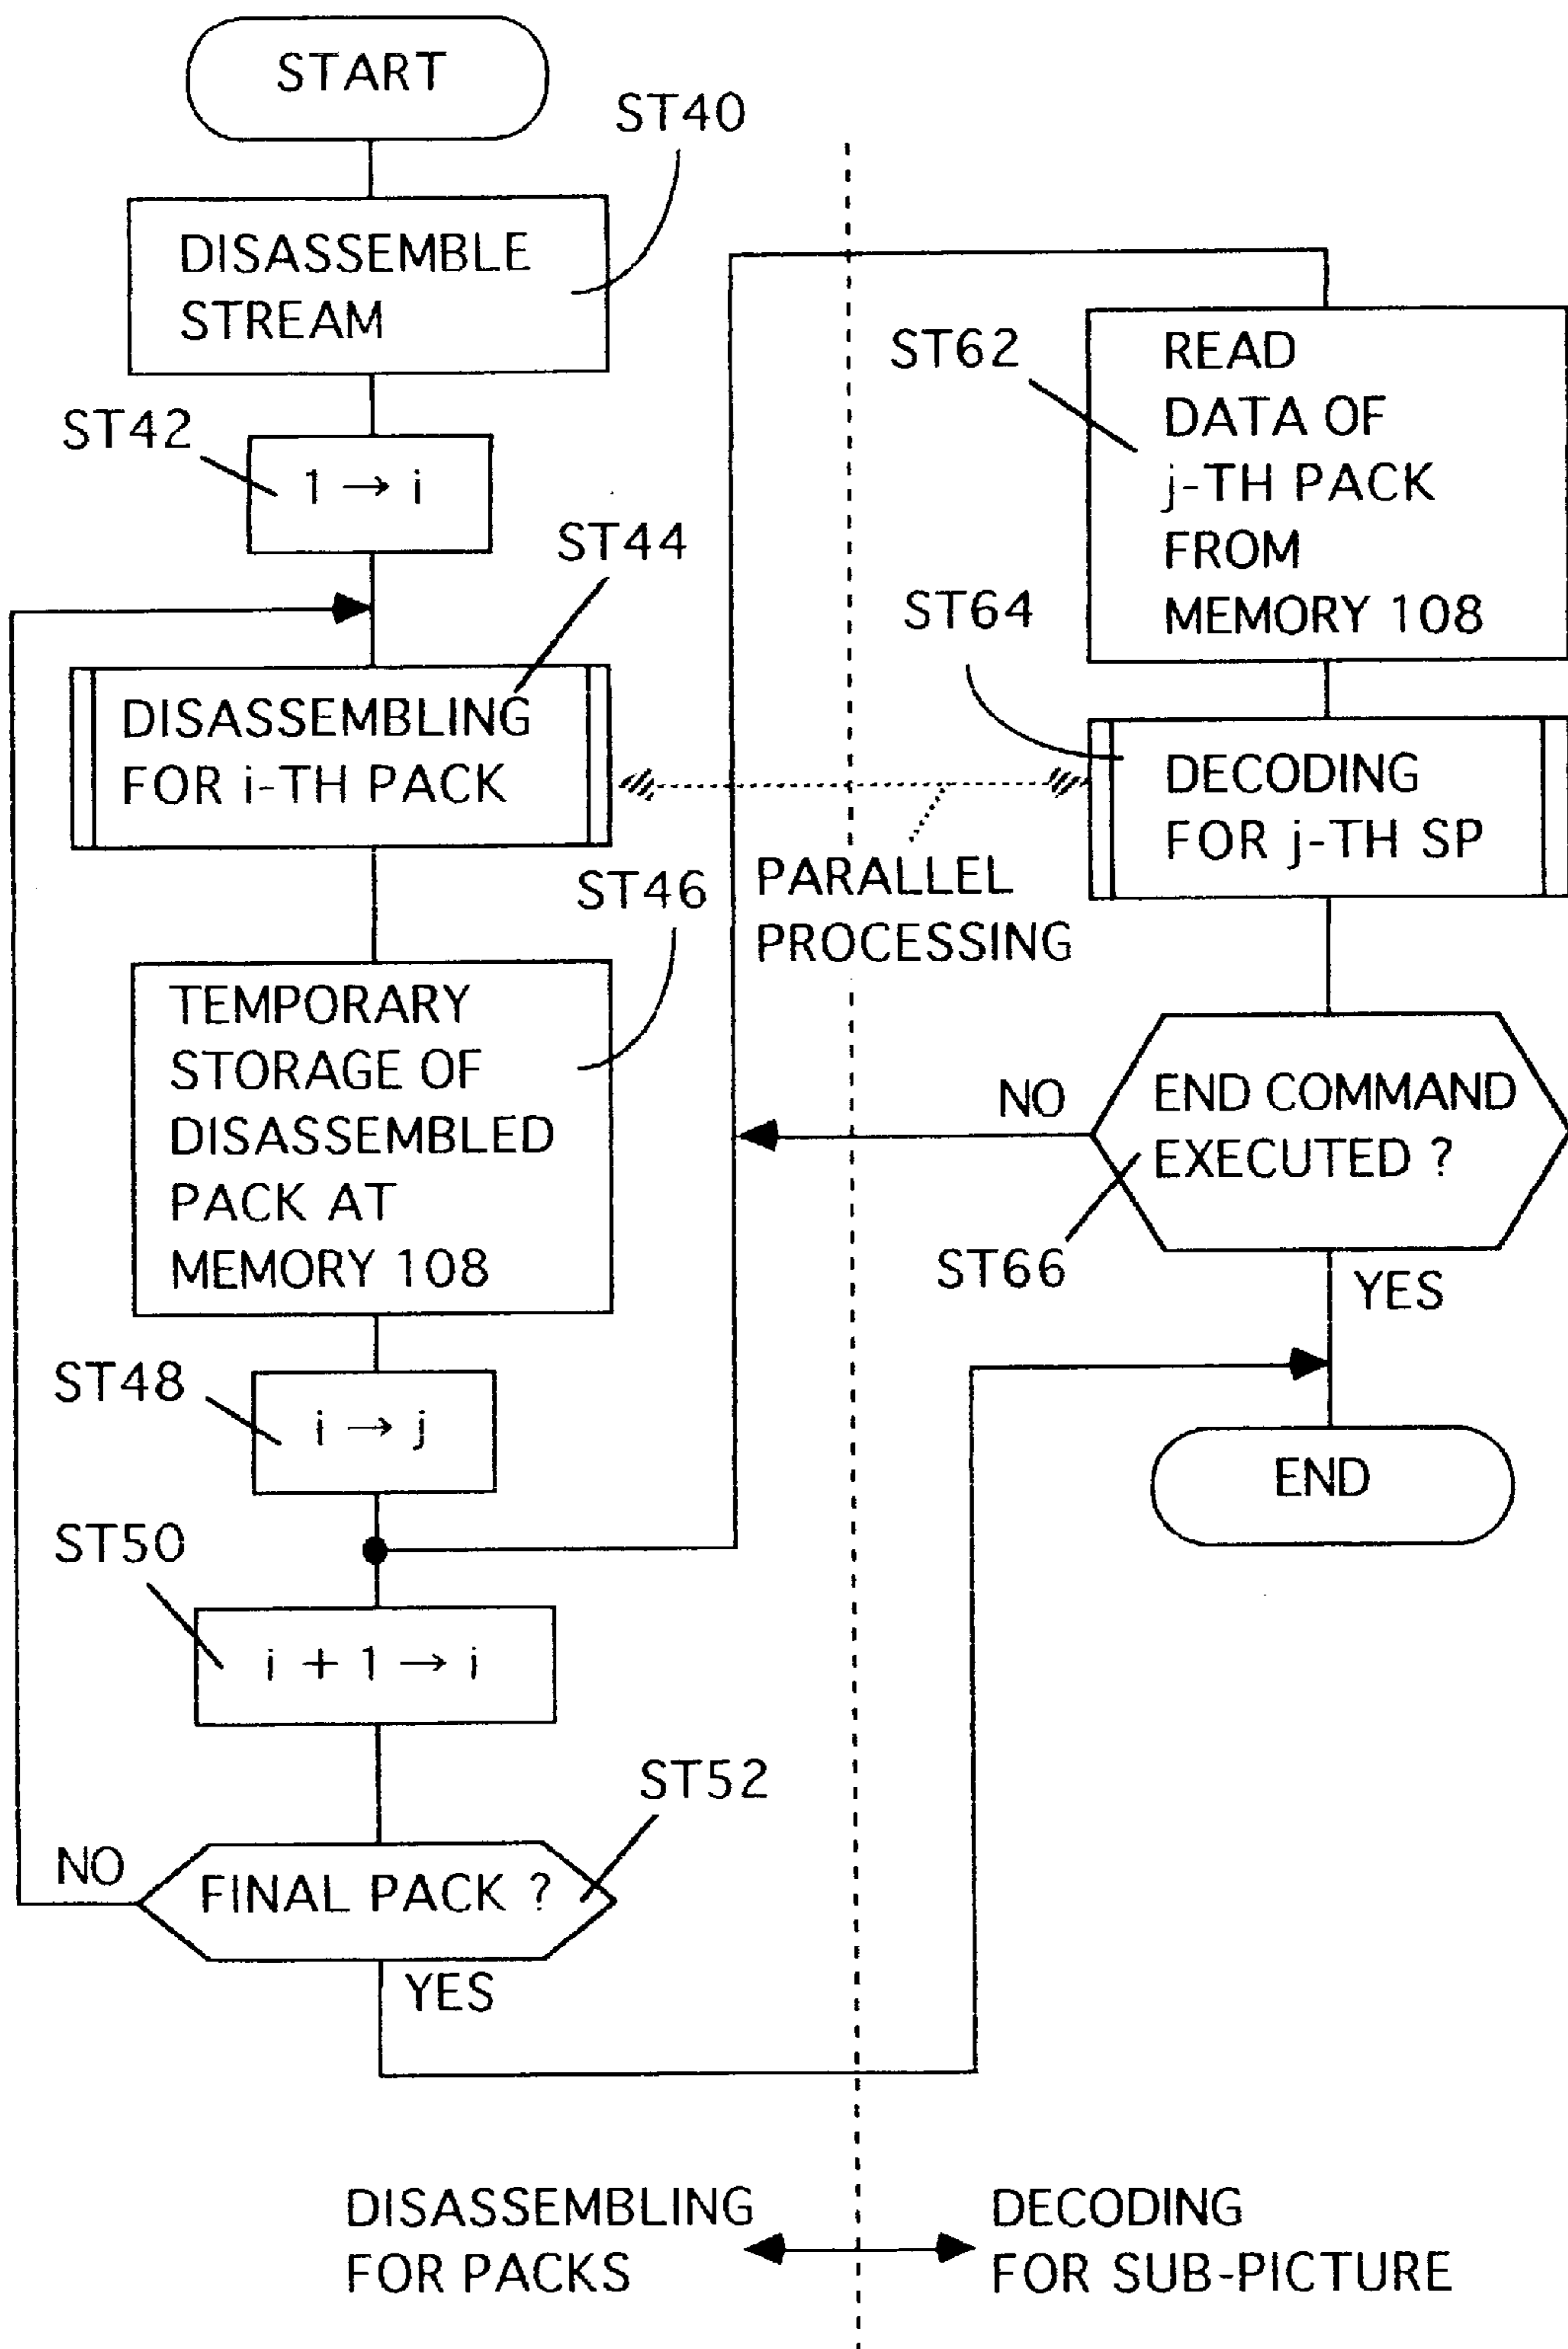 START
ST40
DISASSEMBLE
STREAM
ST42
1 → i
ST44
DISASSEMBLING
FOR i-TH PACK
ST46
TEMPORARY
STORAGE OF
DISASSEMBLED
PACK AT
MEMORY 108
ST48
i → j
ST50
i + 1 → i
ST52
NO
FINAL PACK ?
YES
PARALLEL
PROCESSING
ST62
READ
DATA OF
j-TH PACK
FROM
MEMORY 108
ST64
DECODING
FOR j-TH SP
NO
END COMMAND
EXECUTED ?
ST66
YES
END
DISASSEMBLING
FOR PACKS
DECODING
FOR SUB-PICTURE